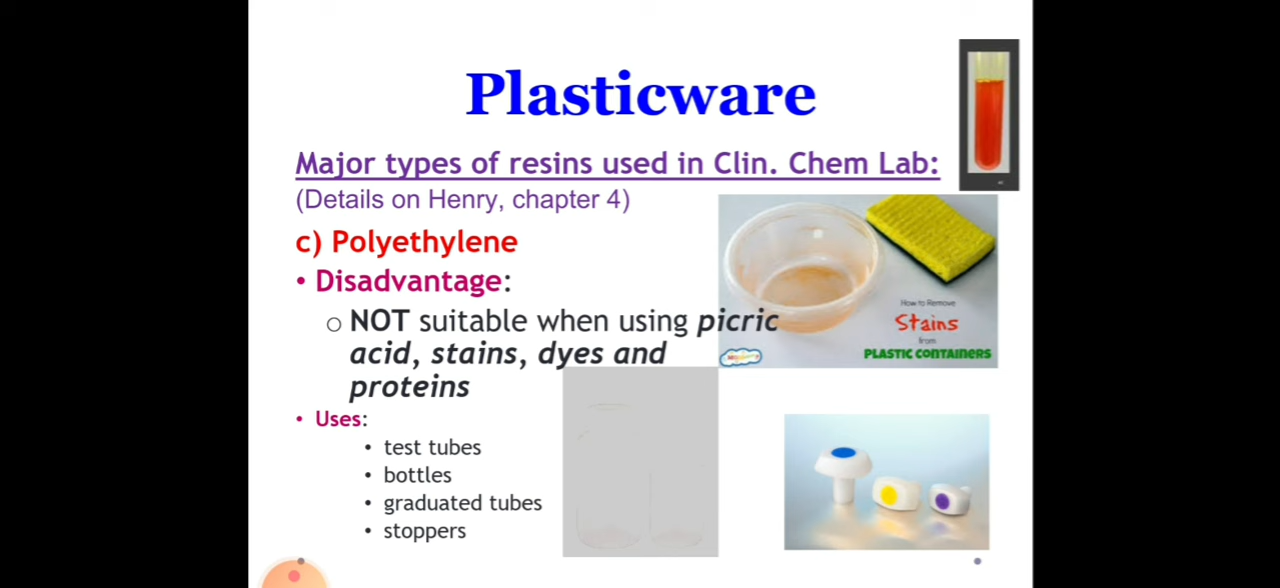 Plasticware
Major types of resins used in Clin. Chem Lab:
(Details on Henry, chapter 4)
c) Polyethylene
• Disadvantage:
o NOT suitable when using picric
acid, stains, dyes and
proteins
• Uses:
• test tubes
• bottles
• graduated tubes
• stoppers
How to Remove
Stains
from
PLASTIC CONTAINERS